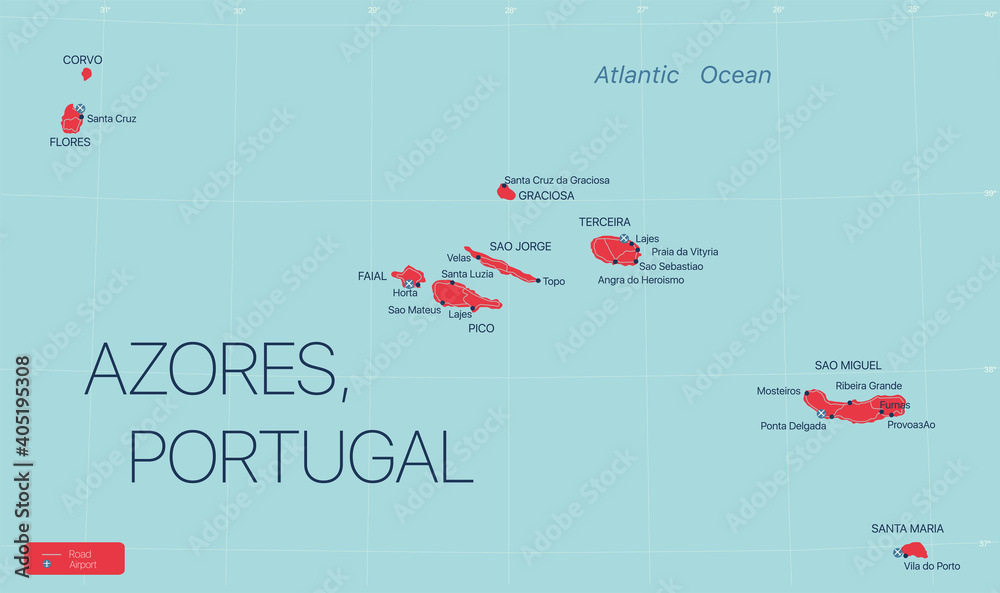 31°
30°
29°
28°
27°
26°
25°
40°
CORVO
Atlantic Ocean
Santa Cruz
FLORES
Santa Cruz da Graciosa
GRACIOSA
39°
TERCEIRA
Lajes
SAO JORGE
Praia da Vityria
Velas
Sao Sebastiao
FAIAL
Santa Luzia
Topo
Angra do Heroismo
Horta
Sao Mateus
Lajes
PICO
AZORES,
PORTUGAL
38°
SAO MIGUEL
Mosteiros
Ribeira Grande
Furnas
Ponta Delgada
ProvoaзAo
SANTA MARIA
37°
Vila do Porto
Road
Airport
Adobe Stock | #405195308
Adobe Stock